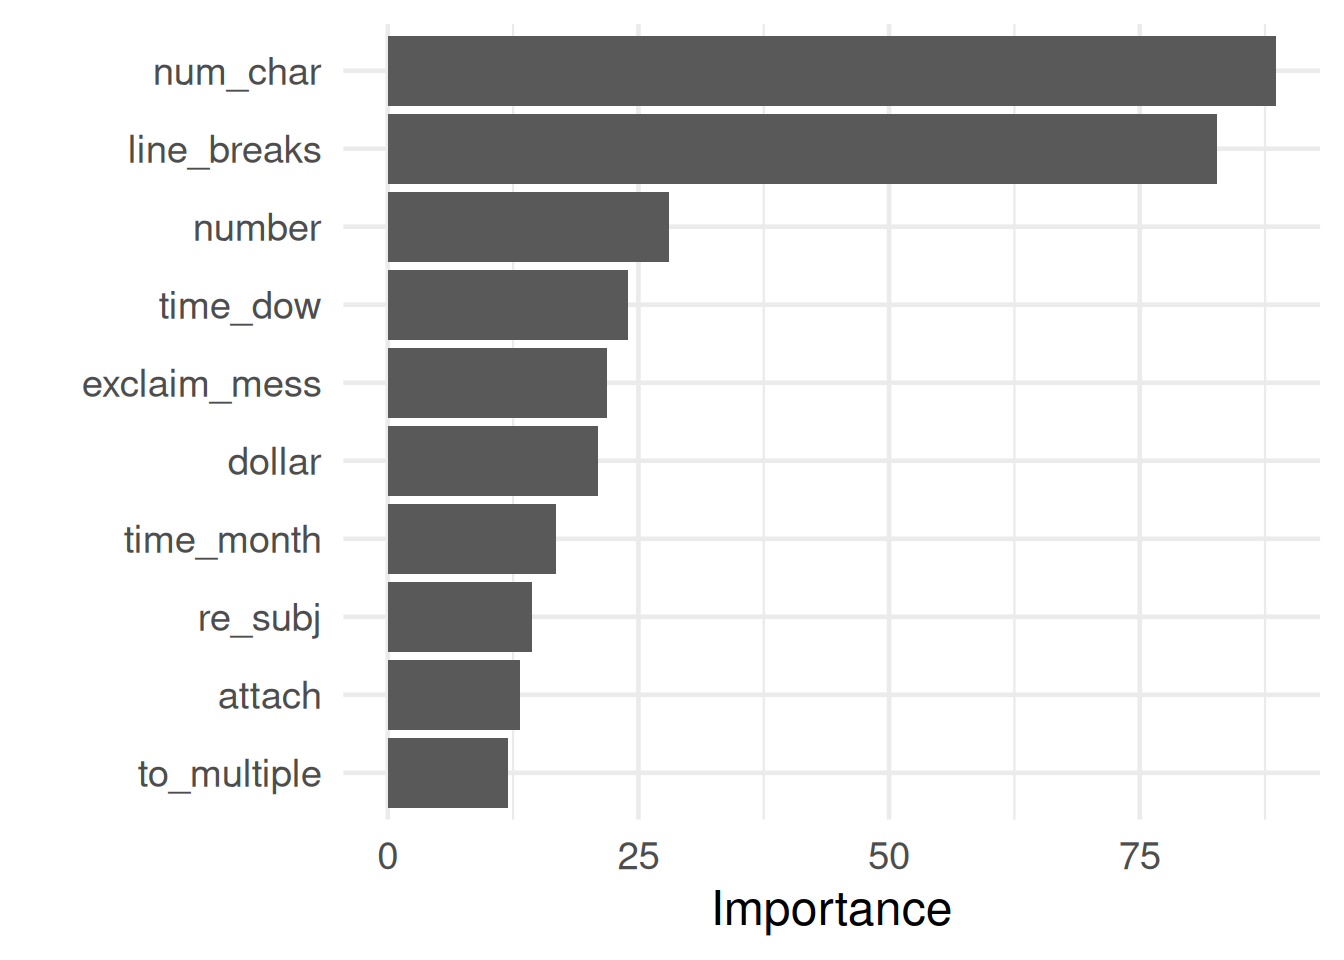 num_char
line_breaks
number
time_dow
exclaim_mess
dollar
time_month
re_subj
attach
to_multiple
0 25 50 75
Importance